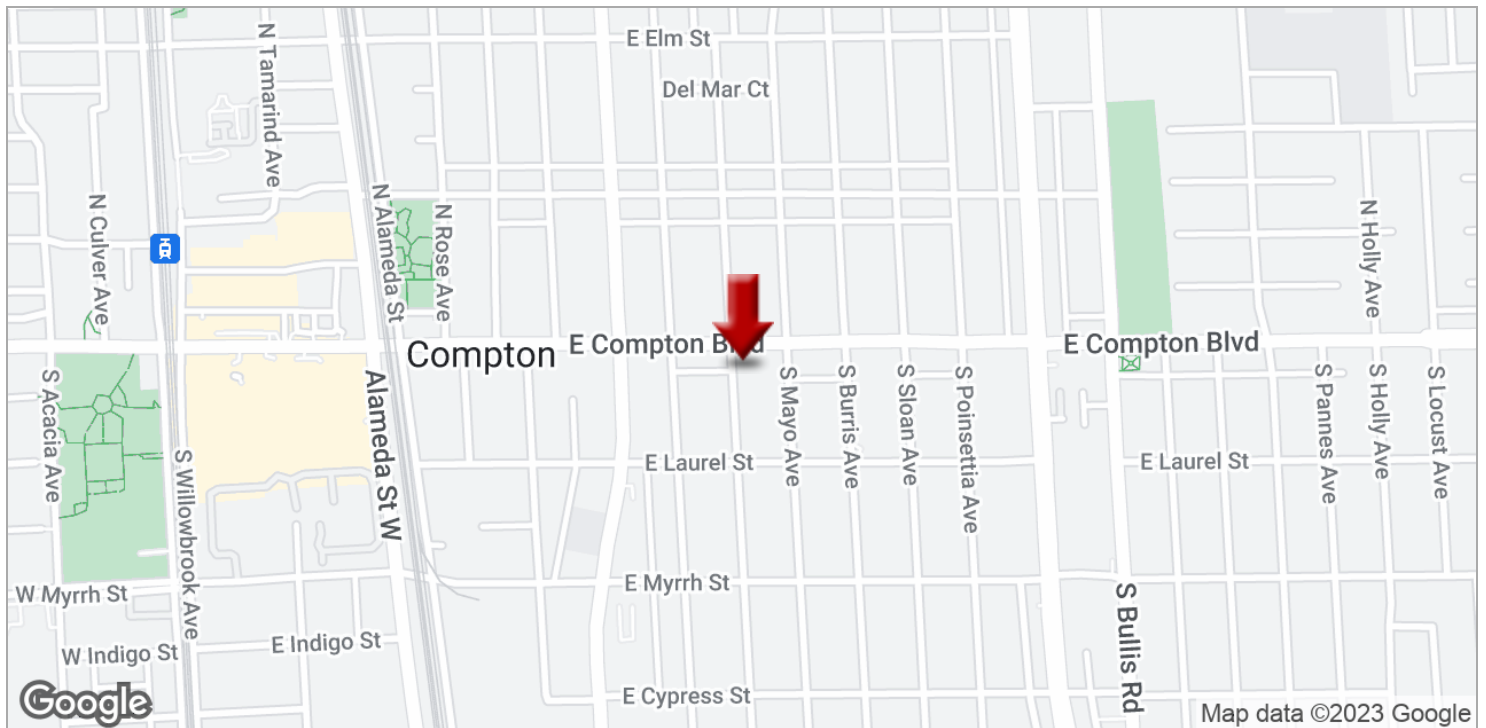 E Elm St
N Tamarind Ave
Del Mar Ct
N Culver Ave
N Alameda St
N Rose Ave
N Holly Ave
E Compton Blvd
E Compton Blvd
Compton
S Acacia Ave
Alameda St W
S Mayo Ave
S Burris Ave
S Sloan Ave
S Poinsettia Ave
S Pannes Ave
S Holly Ave
S Locust Ave
E Laurel St
E Laurel St
S Willowbrook Ave
E Myrrh St
W Myrrh St
S Bullis Rd
E Indigo St
W Indigo St
E Cypress St
Google
Map data ©2023 Google